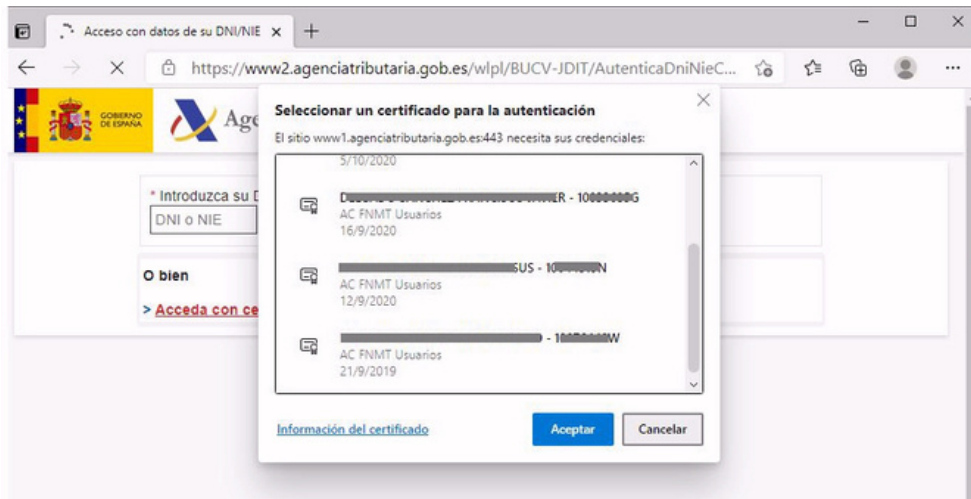 Acceso con datos de su DNI/NIE
https://www2.agenciatributaria.gob.es/wlpl/BUCV-JDIT/AutenticaDniNieC...
GOBIERNO
DE ESPAÑA
Age
* Introduzca su D
DNI o NIE
O bien
> Acceda con ce
Seleccionar un certificado para la autenticación
El sitio www1.agenciatributaria.gob.es:443 necesita sus credenciales:
5/10/2020
AC FNMT Usuarios
16/9/2020
SUS - 10
AC FNMT Usuarios
12/9/2020
AC FNMT Usuarios
21/9/2019
Información del certificado
Aceptar
Cancelar